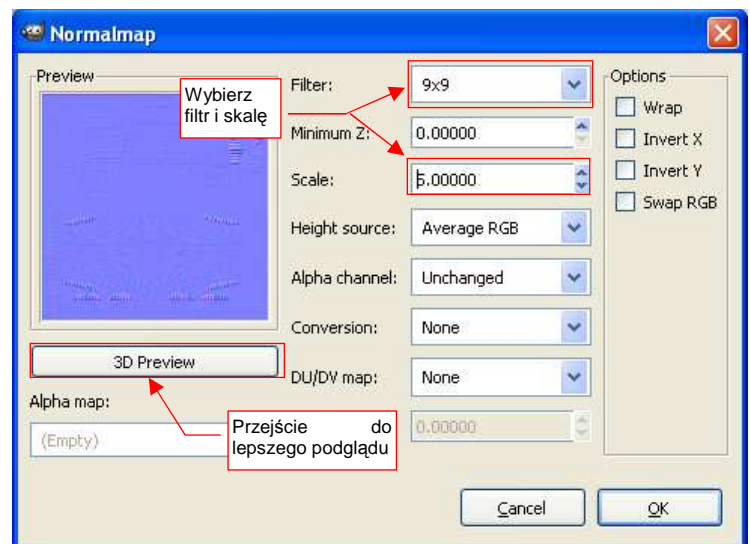 Normalmap
Preview
Wybierz
filtr i skalę
3D Preview
Alpha map:
(Empty)
Przejście do
lepszego podglądu
Filter:
9x9
Minimum Z:
0.00000
Scale:
5.00000
Height source:
Average RGB
Alpha channel:
Unchanged
Conversion:
None
DU/DV map:
None
0.00000
Options
Wrap
Invert X
Invert Y
Swap RGB
Cancel
OK